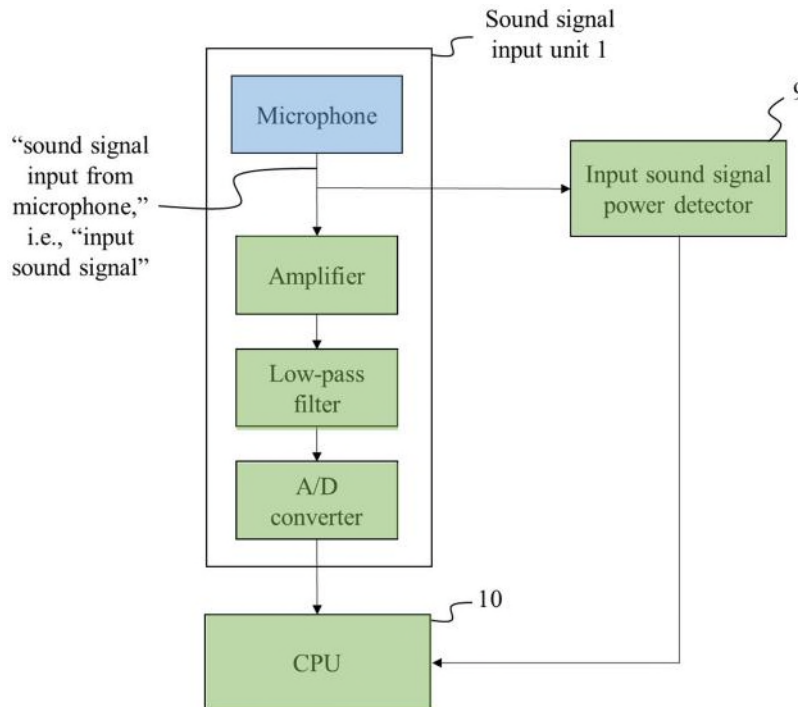 Sound signal
input unit 1
9
Microphone
“sound signal
input from
microphone,”
i.e., “input
sound signal”
Input sound signal
power detector
Amplifier
Low-pass
filter
A/D
converter
10
CPU